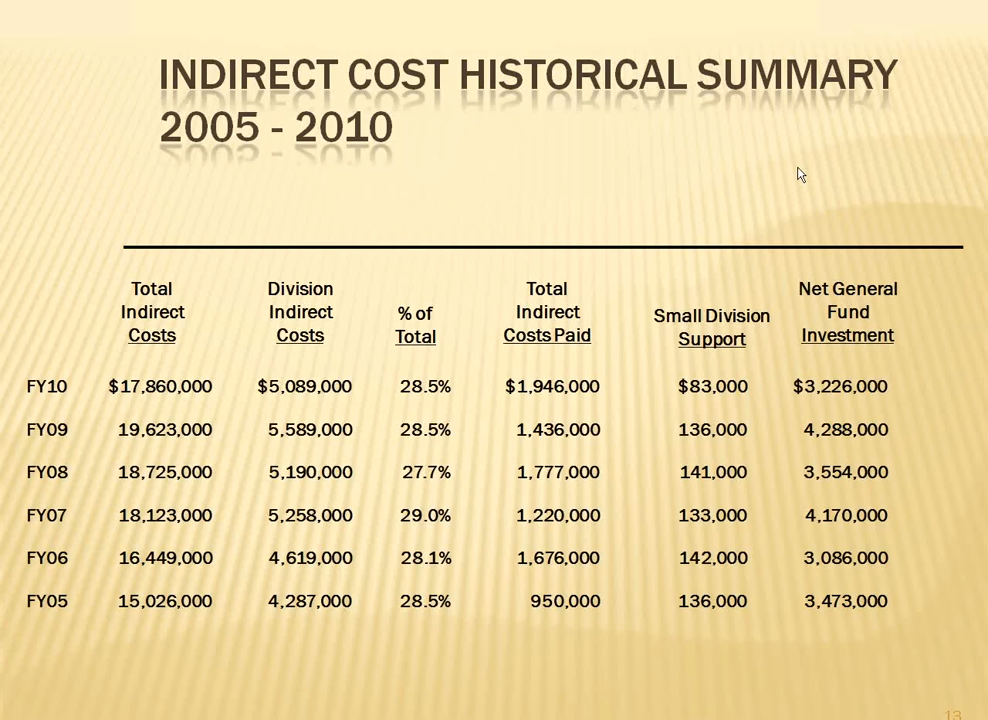 INDIRECT COST HISTORICAL SUMMARY
2005 - 2010
Total Indirect Costs Division Indirect Costs % of Total Total Indirect Costs Paid Small Division Support Net General Fund Investment
FY10 $17,860,000 $5,089,000 28.5% $1,946,000 $83,000 $3,226,000
FY09 19,623,000 5,589,000 28.5% 1,436,000 136,000 4,288,000
FY08 18,725,000 5,190,000 27.7% 1,777,000 141,000 3,554,000
FY07 18,123,000 5,258,000 29.0% 1,220,000 133,000 4,170,000
FY06 16,449,000 4,619,000 28.1% 1,676,000 142,000 3,086,000
FY05 15,026,000 4,287,000 28.5% 950,000 136,000 3,473,000
13